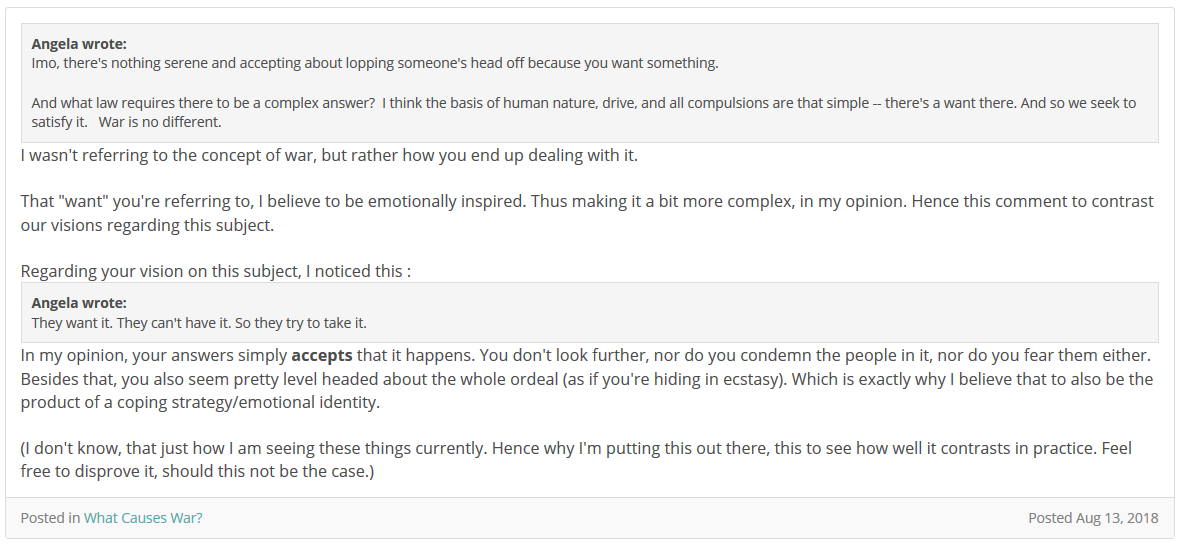 Angela wrote:
Imo, there's nothing serene and accepting about lopping someone's head off because you want something.
And what law requires there to be a complex answer?  I think the basis of human nature, drive, and all compulsions are that simple -- there's a want there. And so we seek to
satisfy it.   War is no different.
I wasn't referring to the concept of war, but rather how you end up dealing with it.
That "want" you're referring to, I believe to be emotionally inspired. Thus making it a bit more complex, in my opinion. Hence this comment to contrast
our visions regarding this subject.
Regarding your vision on this subject, I noticed this :
Angela wrote:
They want it. They can't have it. So they try to take it.
In my opinion, your answers simply accepts that it happens. You don't look further, nor do you condemn the people in it, nor do you fear them either.
Besides that, you also seem pretty level headed about the whole ordeal (as if you're hiding in ecstasy). Which is exactly why I believe that to also be the
product of a coping strategy/emotional identity.
(I don't know, that just how I am seeing these things currently. Hence why I'm putting this out there, this to see how well it contrasts in practice. Feel
free to disprove it, should this not be the case.)
Posted in What Causes War?
Posted Aug 13, 2018